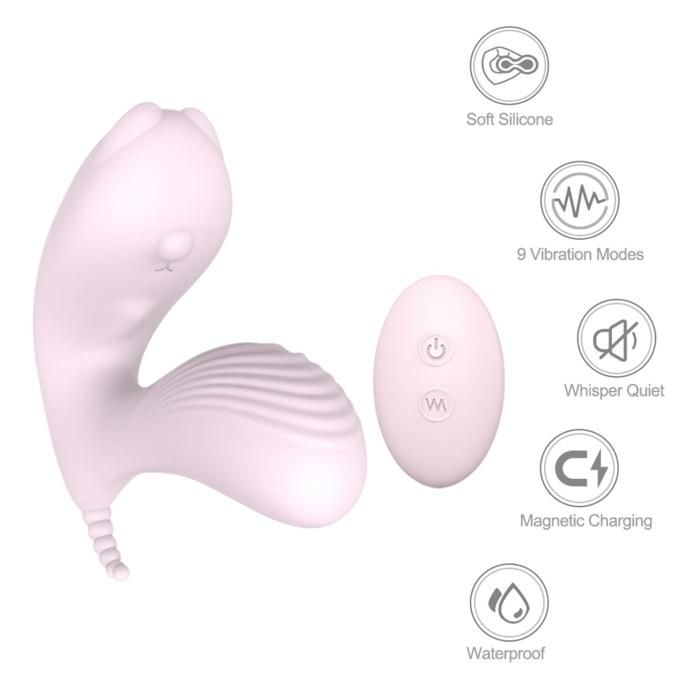 Soft Silicone
9 Vibration Modes
Whisper Quiet
Magnetic Charging
Waterproof